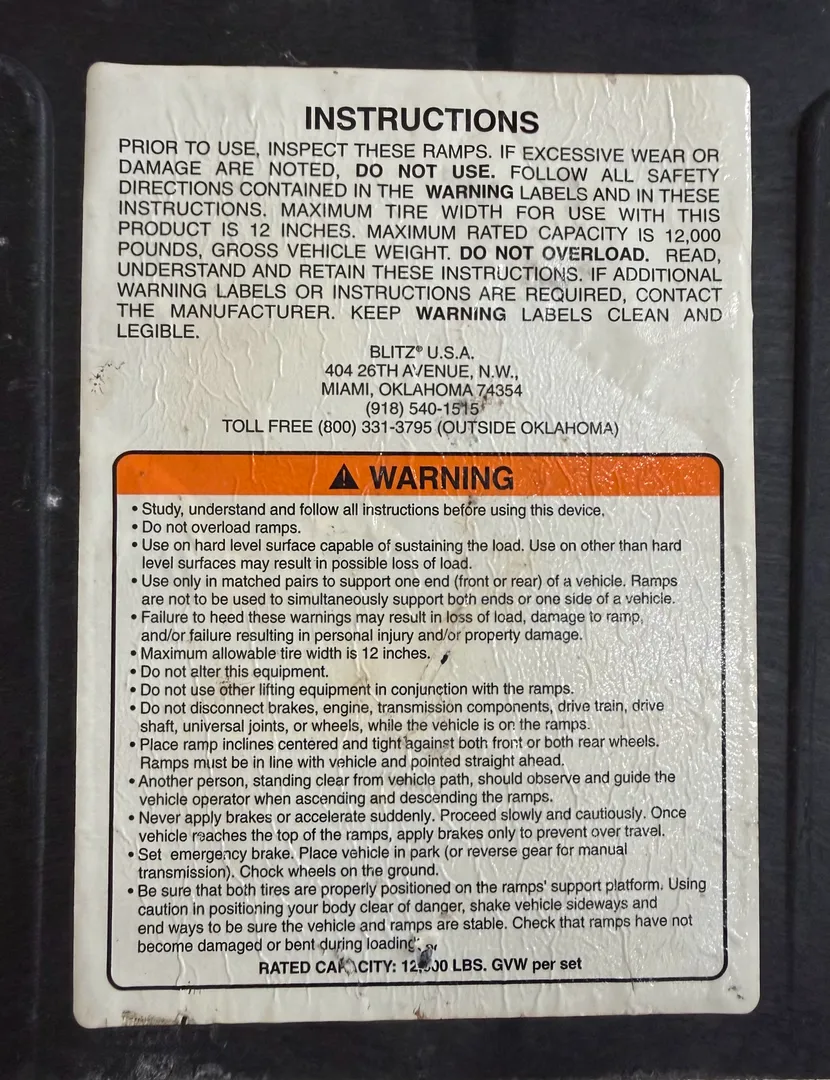 INSTRUCTIONS
PRIOR TO USE, INSPECT THESE RAMPS. IF EXCESSIVE WEAR OR
DAMAGE ARE NOTED, DO NOT USE. FOLLOW ALL SAFETY
DIRECTIONS CONTAINED IN THE WARNING LABELS AND IN THESE
INSTRUCTIONS. MAXIMUM TIRE WIDTH FOR USE WITH THIS
PRODUCT IS 12 INCHES. MAXIMUM RATED CAPACITY IS 12,000
POUNDS, GROSS VEHICLE WEIGHT. DO NOT OVERLOAD. READ,
UNDERSTAND AND RETAIN THESE INSTRUCTIONS. IF ADDITIONAL
WARNING LABELS OR INSTRUCTIONS ARE REQUIRED, CONTACT
THE MANUFACTURER. KEEP WARNING LABELS CLEAN AND
LEGIBLE.
BLITZ® U.S.A.
404 26TH AVENUE, N.W.,
MIAMI, OKLAHOMA 74354
(918) 540-1515
TOLL FREE (800) 331-3795 (OUTSIDE OKLAHOMA)
WARNING
• Study, understand and follow all instructions before using this device.
• Do not overload ramps.
• Use on hard level surface capable of sustaining the load. Use on other than hard
level surfaces may result in possible loss of load.
• Use only in matched pairs to support one end (front or rear) of a vehicle. Ramps
are not to be used to simultaneously support both ends or one side of a vehicle.
• Failure to heed these warnings may result in loss of load, damage to ramp,
and/or failure resulting in personal injury and/or property damage.
• Maximum allowable tire width is 12 inches.
• Do not alter this equipment.
• Do not use other lifting equipment in conjunction with the ramps.
• Do not disconnect brakes, engine, transmission components, drive train, drive
shaft, universal joints, or wheels, while the vehicle is on the ramps.
• Place ramp inclines centered and tight against both front or both rear wheels.
Ramps must be in line with vehicle and pointed straight ahead.
• Another person, standing clear from vehicle path, should observe and guide the
vehicle operator when ascending and descending the ramps.
• Never apply brakes or accelerate suddenly. Proceed slowly and cautiously. Once
vehicle reaches the top of the ramps, apply brakes only to prevent over travel.
• Set emergency brake. Place vehicle in park (or reverse gear for manual
transmission). Chock wheels on the ground.
• Be sure that both tires are properly positioned on the ramps' support platform. Using
caution in positioning your body clear of danger, shake vehicle sideways and
end ways to be sure the vehicle and ramps are stable. Check that ramps have not
become damaged or bent during loading.
RATED CAPACITY: 12,000 LBS. GVW per set